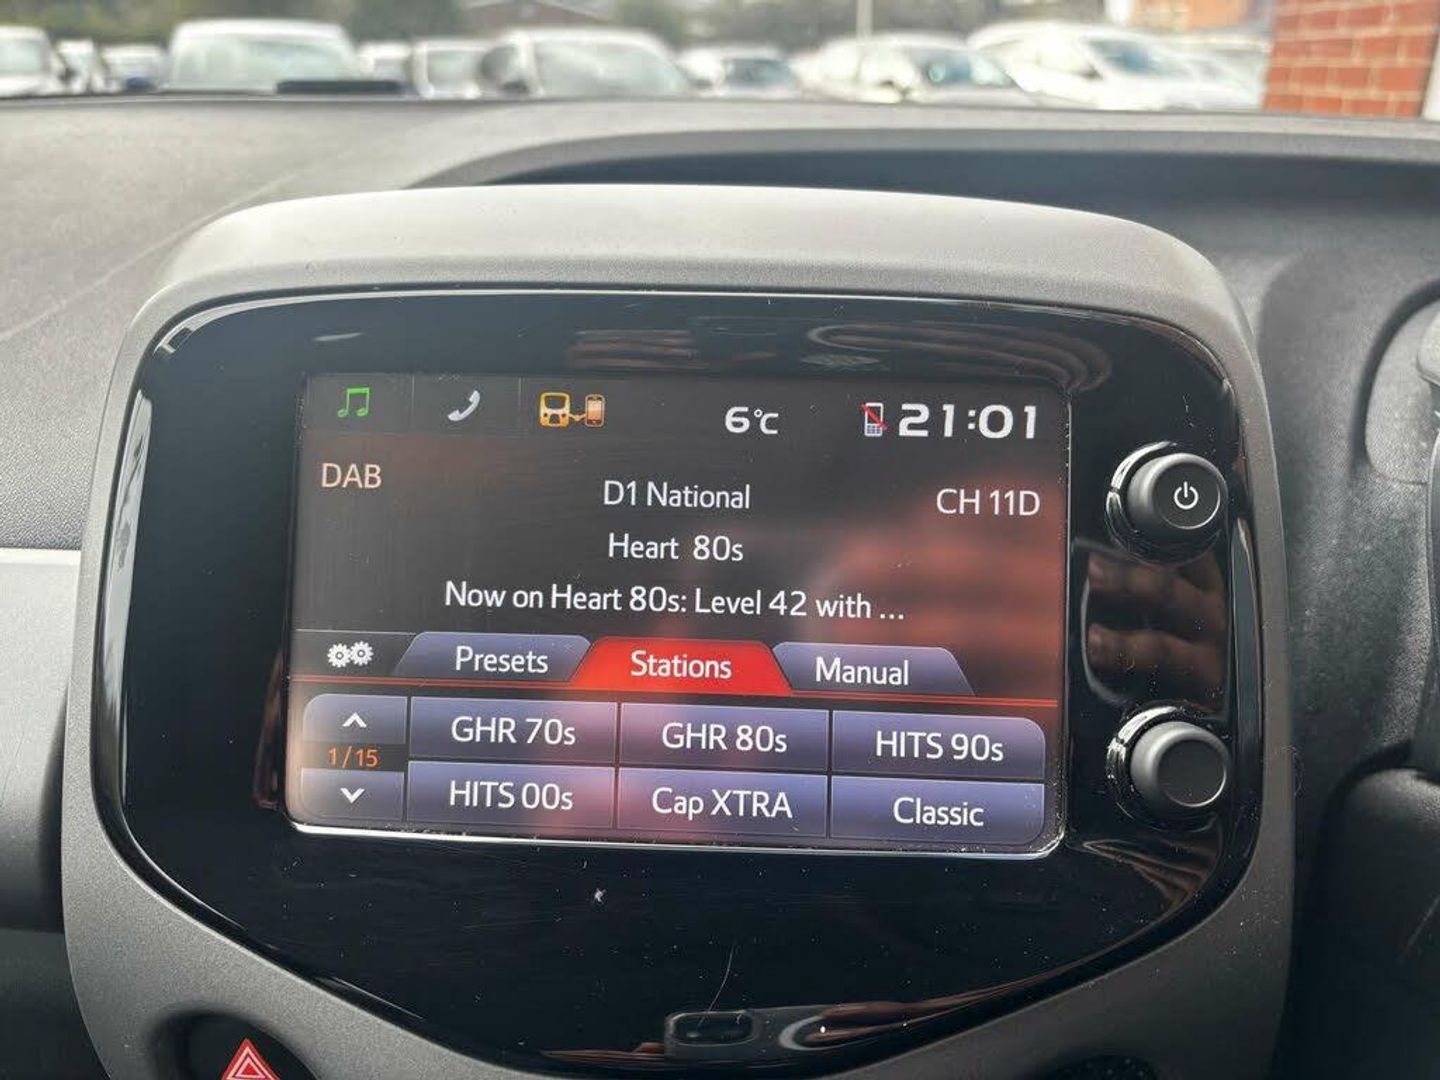 6°C 21:01
DAB D1 National CH 11D
Heart 80s
Now on Heart 80s: Level 42 with ...
Presets Stations Manual
GHR 70s GHR 80s HITS 90s
1/15
HITS 00s Cap XTRA Classic